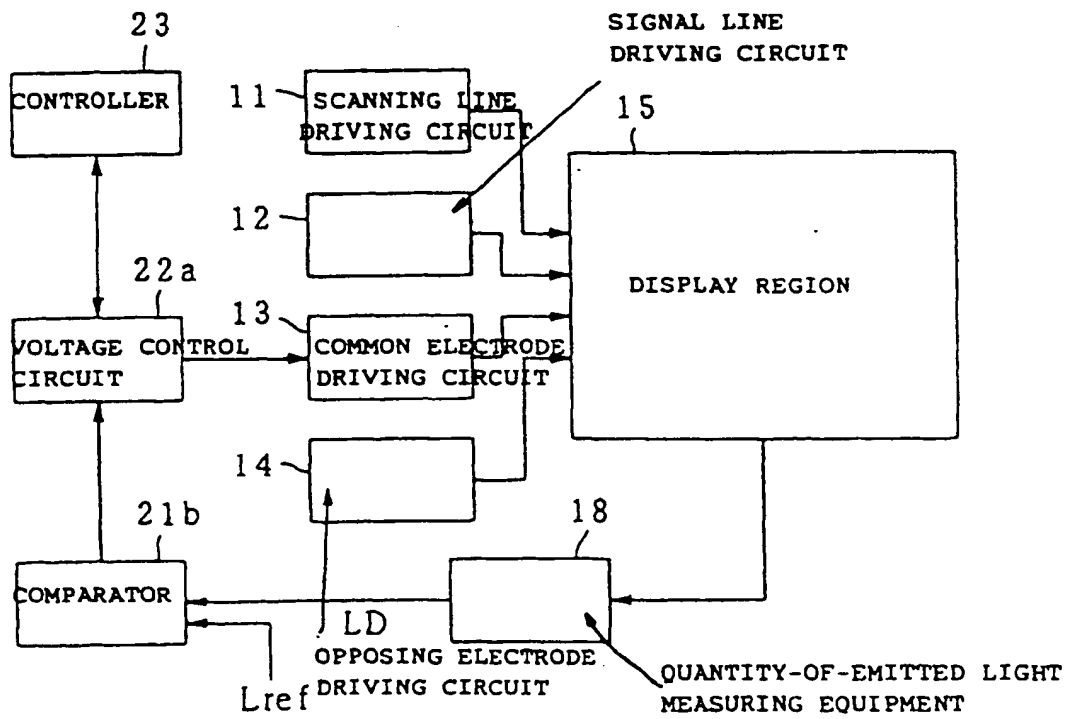 SIGNAL LINE
DRIVING CIRCUIT
23
CONTROLLER
11
SCANNING LINE
DRIVING CIRCUIT
15
12
DISPLAY REGION
22a
VOLTAGE CONTROL
CIRCUIT
13
COMMON ELECTRODE
DRIVING CIRCUIT
14
21b
COMPARATOR
18
LD
Lref
OPPOSING ELECTRODE
DRIVING CIRCUIT
QUANTITY-OF-EMITTED LIGHT
MEASURING EQUIPMENT